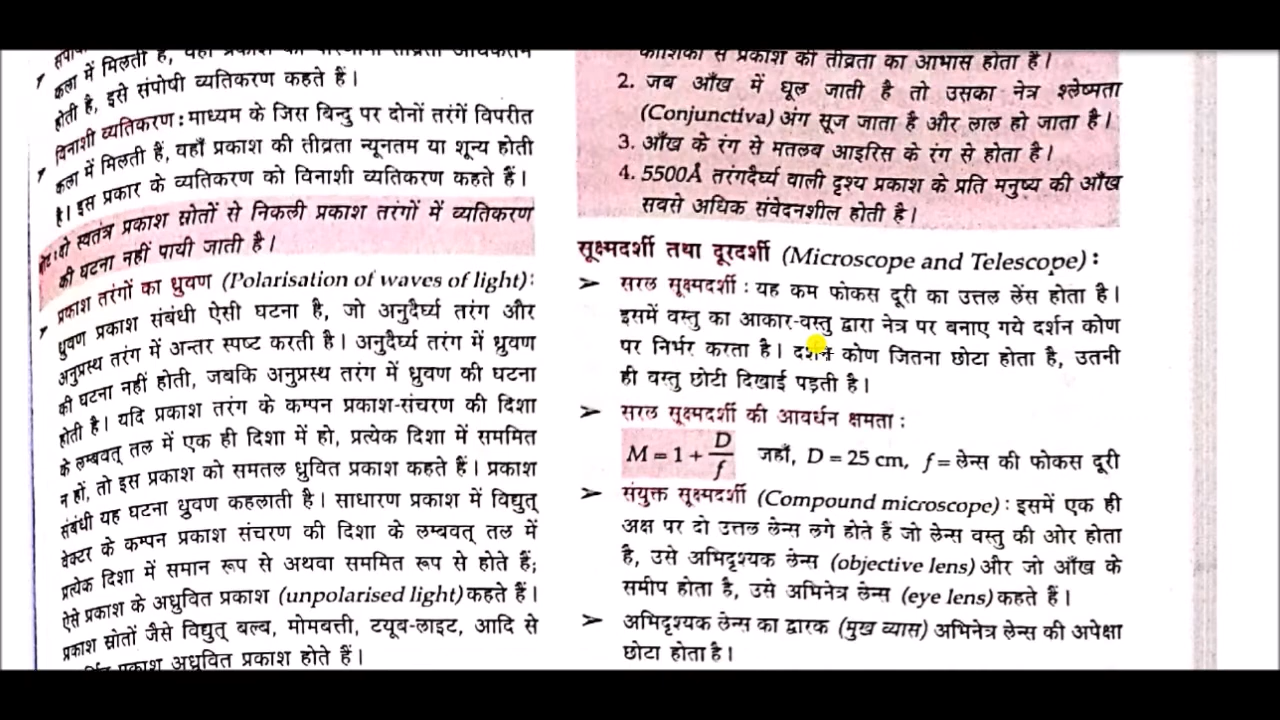 कला में मिलती है, यहाँ प्रकाश की परिणामी तीव्रता अधिकतम
होती है, इसे संपोषी व्यतिकरण कहते हैं।
विनाशी व्यतिकरण : माध्यम के जिस बिन्दु पर दोनों तरंगें विपरीत
कला में मिलती हैं, वहाँ प्रकाश की तीव्रता न्यूनतम या शून्य होती
है। इस प्रकार के व्यतिकरण को विनाशी व्यतिकरण कहते हैं।
नोट : दो स्वतंत्र प्रकाश स्रोतों से निकली प्रकाश तरंगों में व्यतिकरण
की घटना नहीं पायी जाती है।
प्रकाश तरंगों का ध्रुवण (Polarisation of waves of light) :
ध्रुवण प्रकाश संबंधी ऐसी घटना है, जो अनुदैर्घ्य तरंग और
अनुप्रस्थ तरंग में अन्तर स्पष्ट करती है। अनुदैर्घ्य तरंग में ध्रुवण
की घटना नहीं होती, जबकि अनुप्रस्थ तरंग में ध्रुवण की घटना
होती है। यदि प्रकाश तरंग के कम्पन प्रकाश-संचरण की दिशा
के लम्बवत् तल में एक ही दिशा में हो, प्रत्येक दिशा में सममित
न हों, तो इस प्रकाश को समतल ध्रुवित प्रकाश कहते हैं। प्रकाश
संबंधी यह घटना ध्रुवण कहलाती है। साधारण प्रकाश में विद्युत्
वेक्टर के कम्पन प्रकाश संचरण की दिशा के लम्बवत् तल में
प्रत्येक दिशा में समान रूप से अथवा सममित रूप से होते हैं;
ऐसे प्रकाश के अध्रुवित प्रकाश (unpolarised light) कहते हैं।
प्रकाश स्रोतों जैसे विद्युत् बल्ब, मोमबत्ती, टयूब-लाइट, आदि से
प्रकाश अध्रुवित प्रकाश होते हैं।
कोशिका से प्रकाश की तीव्रता का आभास होता है।
2. जब आँख में धूल जाती है तो उसका नेत्र श्लेष्मता
(Conjunctiva) अंग सूज जाता है और लाल हो जाता है।
3. आँख के रंग से मतलब आइरिस के रंग से होता है।
4. 5500Å तरंगदैर्घ्य वाली दृश्य प्रकाश के प्रति मनुष्य की आँख
सबसे अधिक संवेदनशील होती है।
सूक्ष्मदर्शी तथा दूरदर्शी (Microscope and Telescope) :
➢ सरल सूक्ष्मदर्शी : यह कम फोकस दूरी का उत्तल लेंस होता है।
इसमें वस्तु का आकार-वस्तु द्वारा नेत्र पर बनाए गये दर्शन कोण
पर निर्भर करता है। दर्शन कोण जितना छोटा होता है, उतनी
ही वस्तु छोटी दिखाई पड़ती है।
➢ सरल सूक्ष्मदर्शी की आवर्धन क्षमता :
M = 1 + D/f जहाँ, D = 25 cm, f = लेन्स की फोकस दूरी
➢ संयुक्त सूक्ष्मदर्शी (Compound microscope) : इसमें एक ही
अक्ष पर दो उत्तल लेन्स लगे होते हैं जो लेन्स वस्तु की ओर होता
है, उसे अभिदृश्यक लेन्स (objective lens) और जो आँख के
समीप होता है, उसे अभिनेत्र लेन्स (eye lens) कहते हैं।
➢ अभिदृश्यक लेन्स का द्वारक (मुख व्यास) अभिनेत्र लेन्स की अपेक्षा
छोटा होता है।